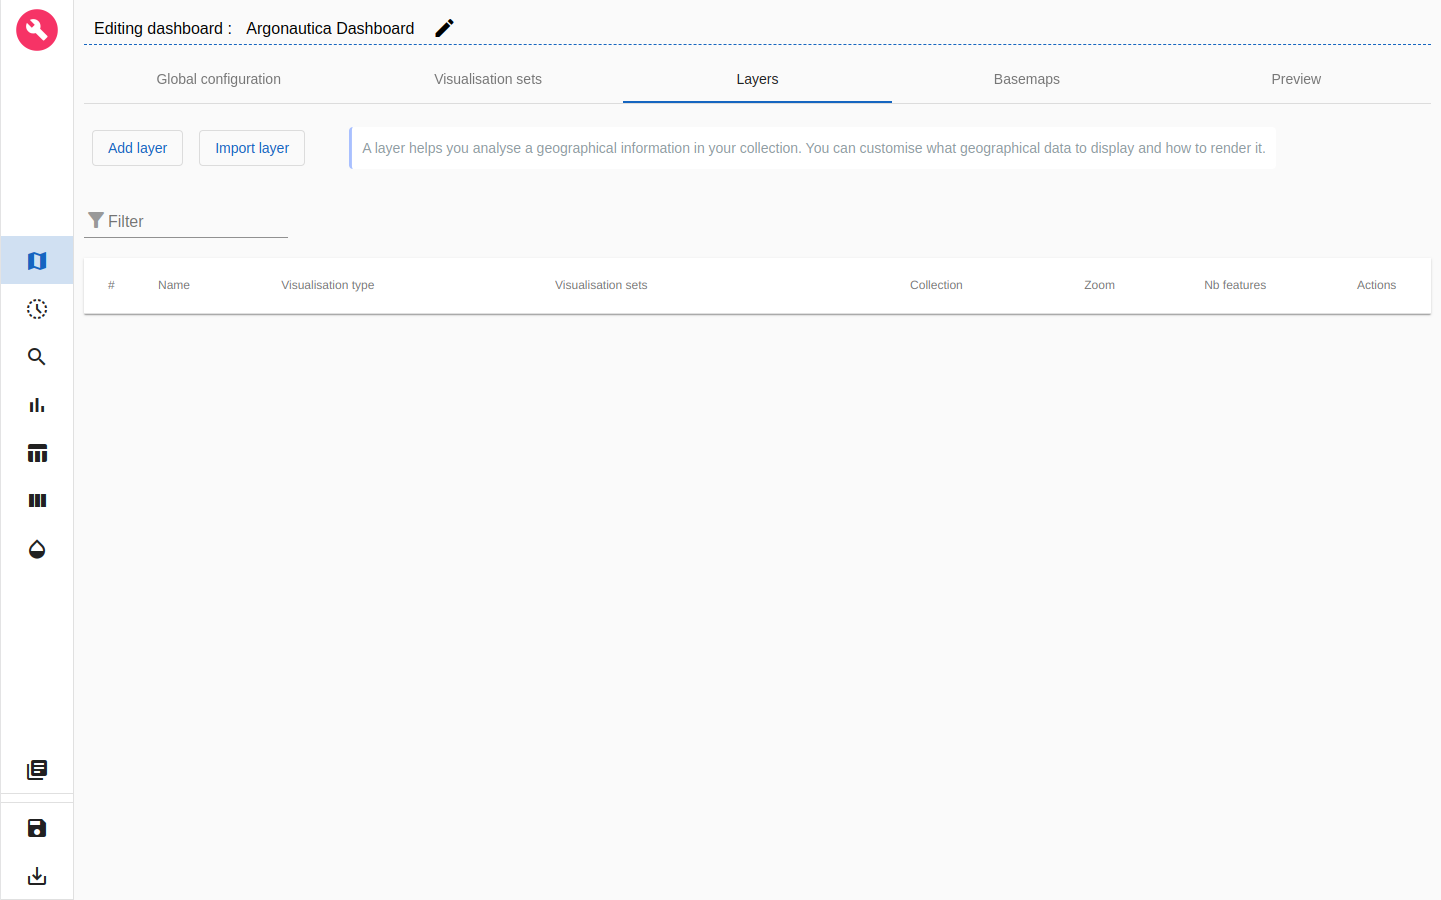 Editing dashboard : Argonautica Dashboard
Global configuration Visualisation sets Layers Basemaps Preview
Add layer Import layer A layer helps you analyse a geographical information in your collection. You can customise what geographical data to display and how to render it.
Filter
# Name Visualisation type Visualisation sets Collection Zoom Nb features Actions